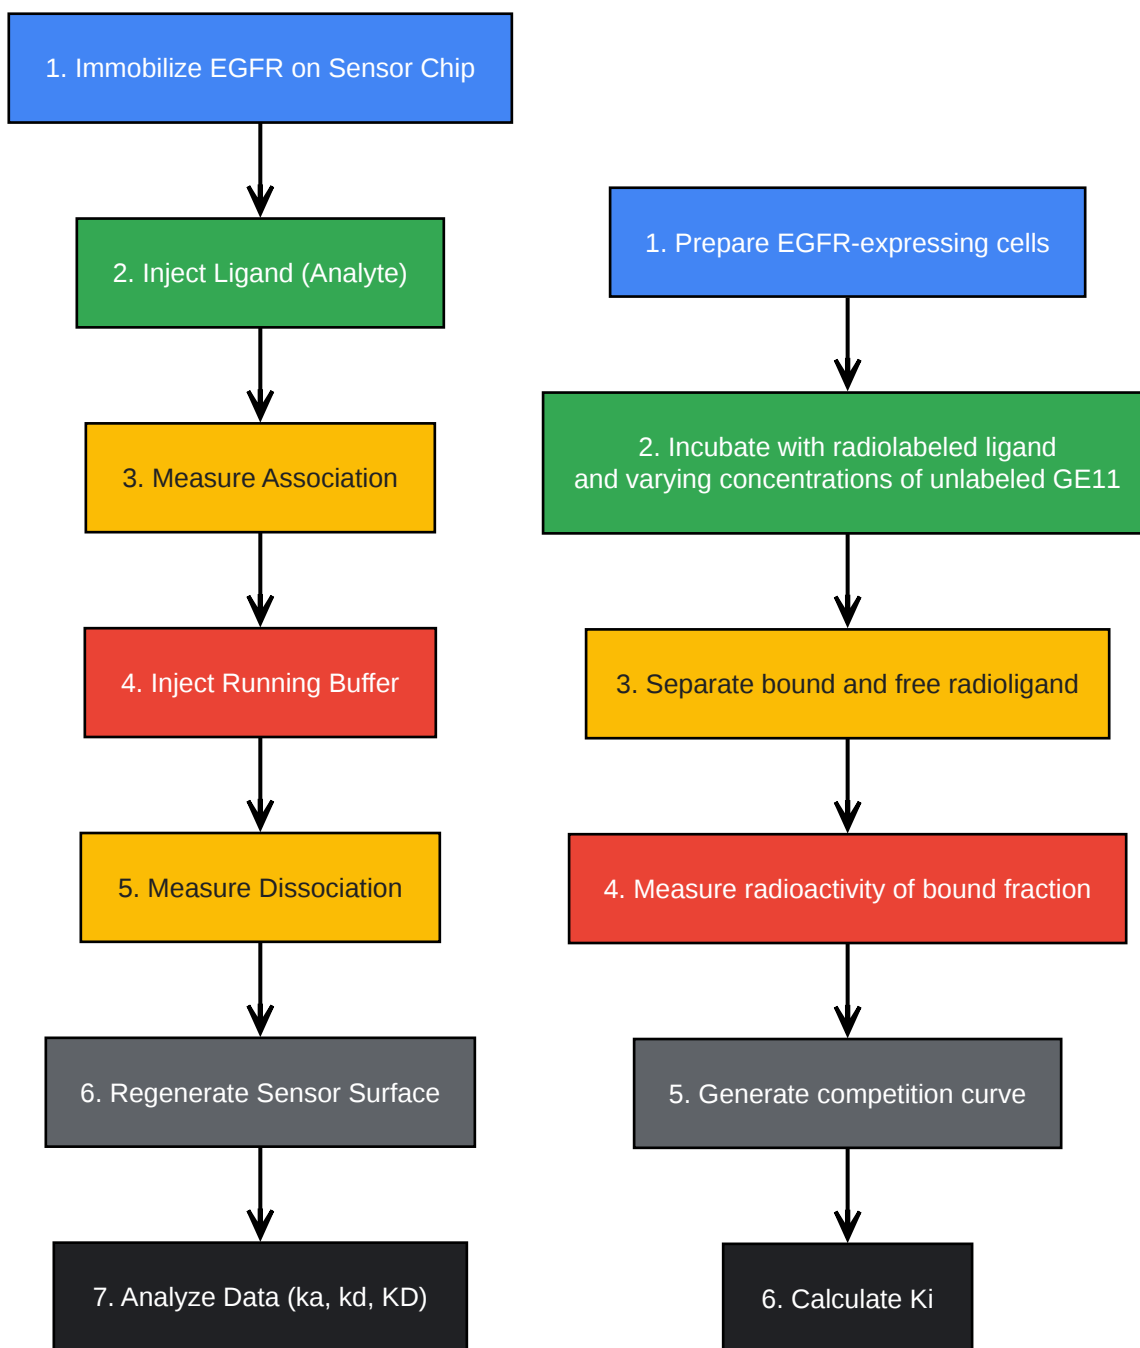 1. Immobilize EGFR on Sensor Chip
2. Inject Ligand (Analyte)
3. Measure Association
4. Inject Running Buffer
5. Measure Dissociation
6. Regenerate Sensor Surface
7. Analyze Data (ka, kd, KD)
1. Prepare EGFR-expressing cells
2. Incubate with radiolabeled ligand
and varying concentrations of unlabeled GE11
3. Separate bound and free radioligand
4. Measure radioactivity of bound fraction
5. Generate competition curve
6. Calculate Ki